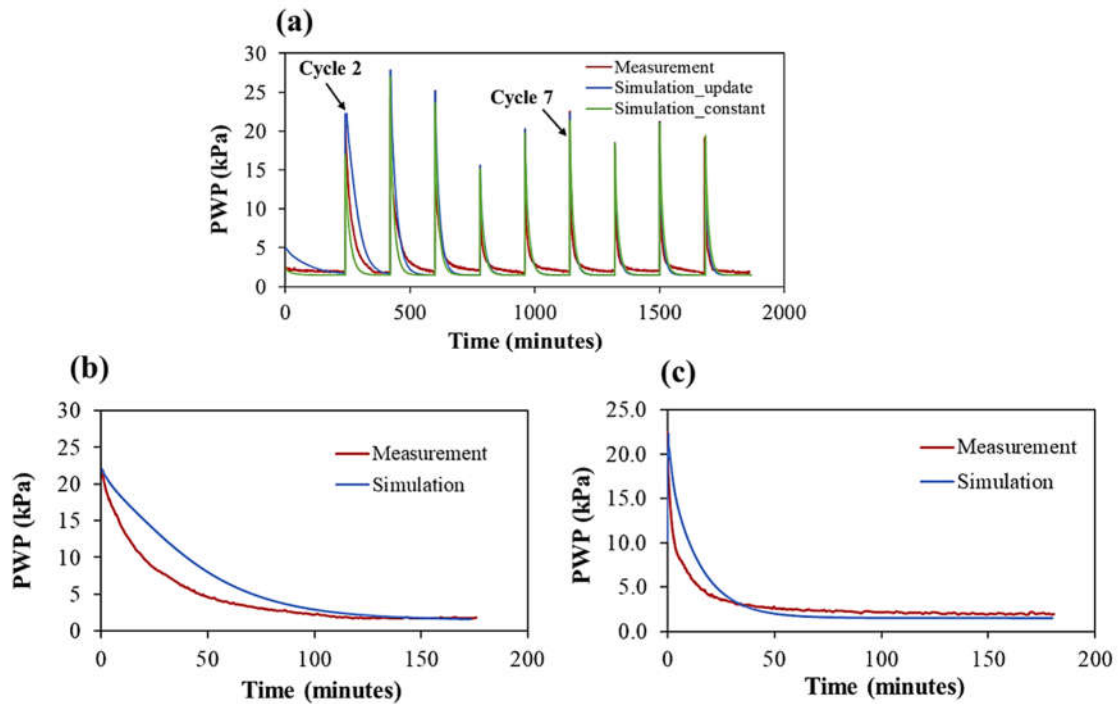 (a)
30
25
20
15
10
5
0
PWP (kPa)
Cycle 2
Cycle 7
Measurement
Simulation_update
Simulation_constant
0 500 1000 1500 2000
Time (minutes)
(b)
30
25
20
15
10
5
0
PWP (kPa)
Measurement
Simulation
0 50 100 150 200
Time (minutes)
(c)
25.0
20.0
15.0
10.0
5.0
0.0
PWP (kPa)
Measurement
Simulation
0 50 100 150 200
Time (minutes)